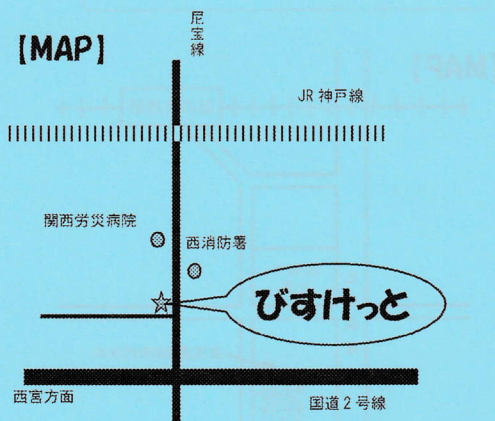 尼宝線
【MAP】
JR 神戸線
関西労災病院
西消防署
びすけっと
西宮方面
国道2号線